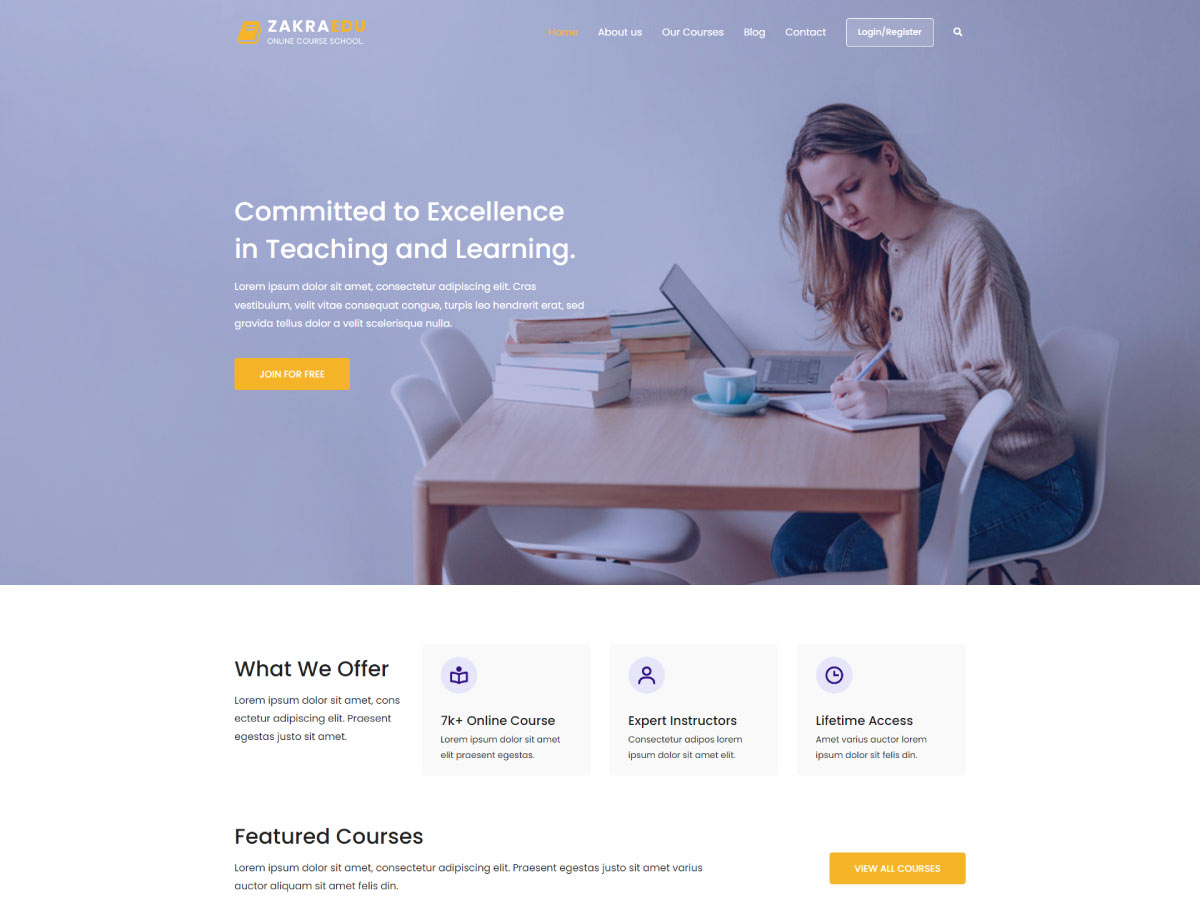 ZAKRAEDU
ONLINE COURSE SCHOOL
Home About us Our Courses Blog Contact Login/Register
Committed to Excellence
in Teaching and Learning.
Lorem ipsum dolor sit amet, consectetur adipiscing elit. Cras
vestibulum, velit vitae consequat congue, turpis leo hendrerit erat, sed
gravida tellus dolor a velit scelerisque nulla.
JOIN FOR FREE
What We Offer
Lorem ipsum dolor sit amet, cons
ectetur adipiscing elit. Praesent
egestas justo sit amet.
7k+ Online Course
Lorem ipsum dolor sit amet
elit praesent egestas.
Expert Instructors
Consectetur adipos lorem
ipsum dolor sit amet elit.
Lifetime Access
Amet varius auctor lorem
ipsum dolor sit felis din.
Featured Courses
Lorem ipsum dolor sit amet, consectetur adipiscing elit. Praesent egestas justo sit amet varius
auctor aliquam sit amet felis din.
VIEW ALL COURSES